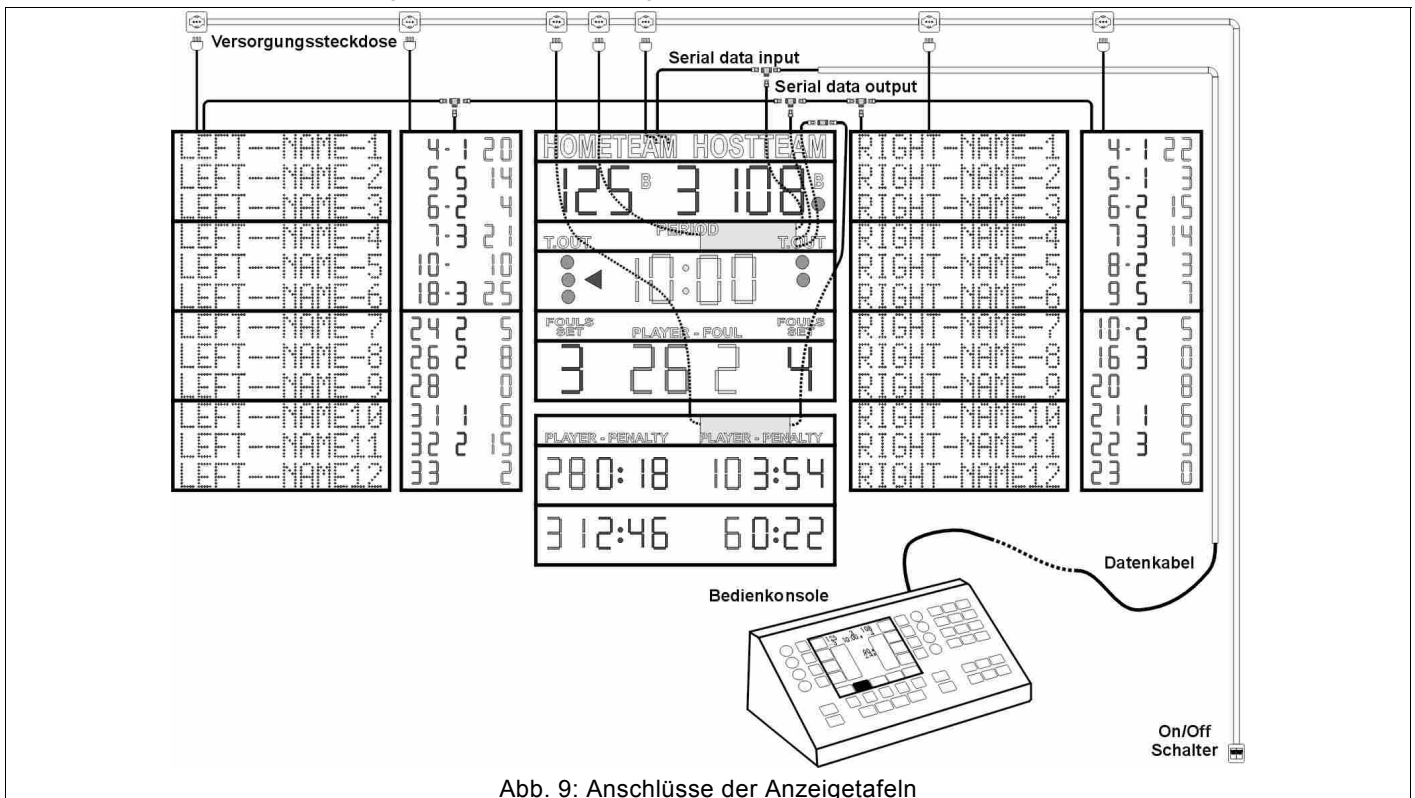 Versorgungssteckdose
Serial data input
Serial data output
LEFT--NAME-1
LEFT--NAME-2
LEFT--NAME-3
LEFT--NAME-4
LEFT--NAME-5
LEFT--NAME-6
LEFT--NAME-7
LEFT--NAME-8
LEFT--NAME-9
LEFT--NAME10
LEFT--NAME11
LEFT--NAME12
4-1 20
5 5 14
6-2 4
7-3 21
10- 10
18-3 25
24 2 5
26 2 8
28 0
31 1 6
32 2 15
33 2
HOMETEAM HOSTTEAM
125 B 3 108 B
PERIOD
T.OUT T.OUT
10:00
FOULS SET PLAYER - FOUL FOULS SET
3 26 2 4
PLAYER - PENALTY PLAYER - PENALTY
28 0:18 10 3:54
31 2:46 6 0:22
RIGHT-NAME-1
RIGHT-NAME-2
RIGHT-NAME-3
RIGHT-NAME-4
RIGHT-NAME-5
RIGHT-NAME-6
RIGHT-NAME-7
RIGHT-NAME-8
RIGHT-NAME-9
RIGHT-NAME10
RIGHT-NAME11
RIGHT-NAME12
4-1 22
5-1 3
6-2 15
7 3 14
8-2 3
9 5 7
10-2 5
16 3 0
20 8
21 1 6
22 3 5
23 0
Datenkabel
Bedienkonsole
On/Off
Schalter
Abb. 9: Anschlüsse der Anzeigetafeln